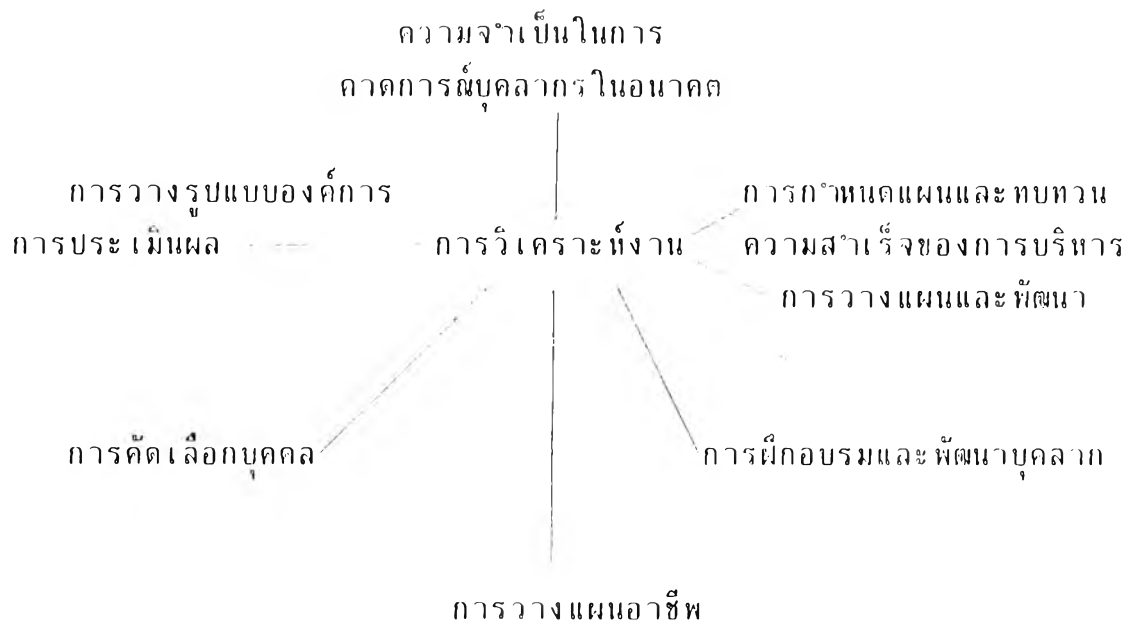 ความจำเป็นในการ
คาดการณ์บุคลากรในอนาคต
การวางรูปแบบองค์การ
การกำหนดแผนและทบทวน
การประเมินผล
การวิเคราะห์งาน
ความสำเร็จของการบริหาร
การวางแผนและพัฒนา
การคัดเลือกบุคคล
การฝึกอบรมและพัฒนาบุคลาก
การวางแผนอาชีพ